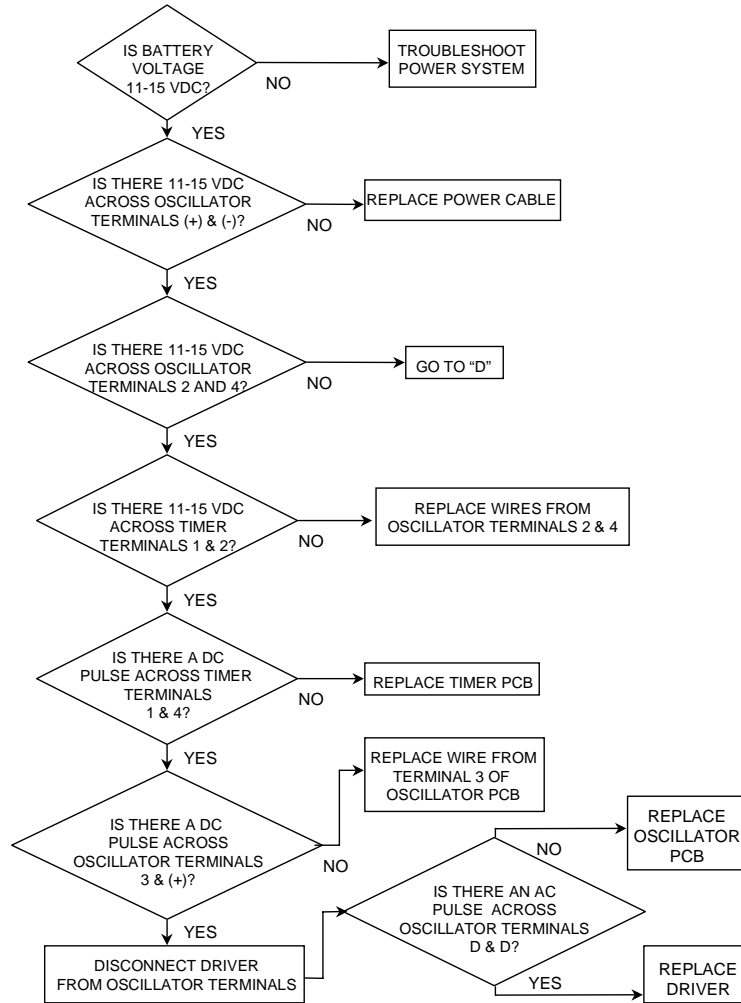 IS BATTERY
VOLTAGE
11-15 VDC?
NO
TROUBLESHOOT
POWER SYSTEM
YES
IS THERE 11-15 VDC
ACROSS OSCILLATOR
TERMINALS (+) & (-)?
NO
REPLACE POWER CABLE
YES
IS THERE 11-15 VDC
ACROSS OSCILLATOR
TERMINALS 2 AND 4?
NO
GO TO “D”
YES
IS THERE 11-15 VDC
ACROSS TIMER
TERMINALS 1 & 2?
NO
REPLACE WIRES FROM
OSCILLATOR TERMINALS 2 & 4
YES
IS THERE A DC
PULSE ACROSS TIMER
TERMINALS
1 & 4?
NO
REPLACE TIMER PCB
YES
IS THERE A DC
PULSE ACROSS
OSCILLATOR TERMINALS
3 & (+)?
NO
REPLACE WIRE FROM
TERMINAL 3 OF
OSCILLATOR PCB
YES
DISCONNECT DRIVER
FROM OSCILLATOR TERMINALS
IS THERE AN AC
PULSE ACROSS
OSCILLATOR TERMINALS
D & D?
NO
REPLACE
OSCILLATOR
PCB
YES
REPLACE
DRIVER